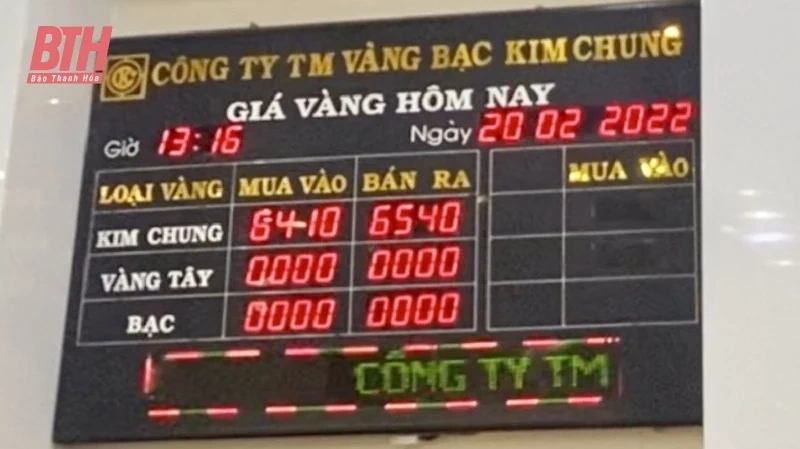 BTH
Báo Thanh Hóa
CÔNG TY TM VÀNG BẠC KIM CHUNG
GIÁ VÀNG HÔM NAY
Giờ 13:16 Ngày 20 02 2022
LOẠI VÀNG MUA VÀO BÁN RA MUA VÀO
KIM CHUNG 6410 6540
VÀNG TÂY 0000 0000
BẠC 0000 0000
CÔNG TY TM